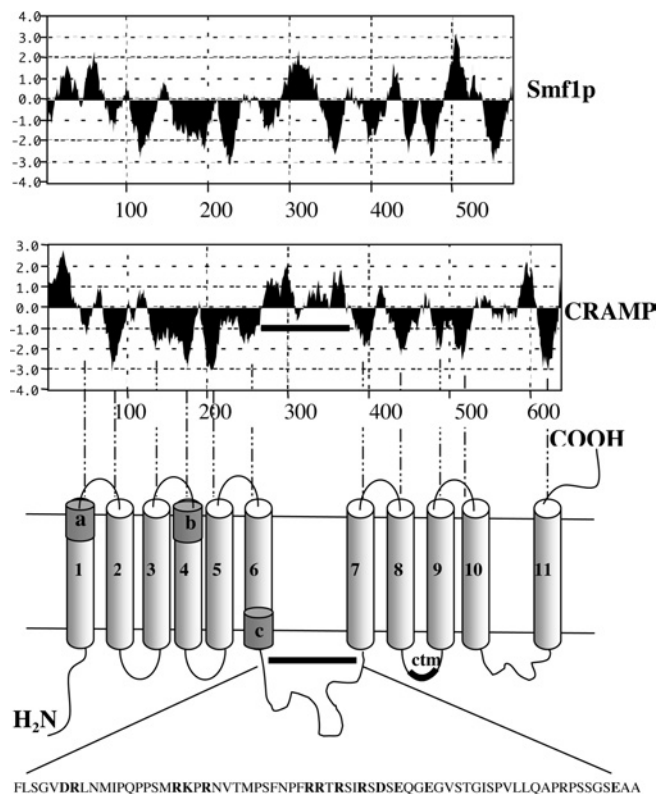 4.0
3.0
2.0
1.0
0.0
-1.0
-2.0
-3.0
-4.0
Smf1p
100 200 300 400 500
3.0
2.0
1.0
0.0
-1.0
-2.0
-3.0
-4.0
CRAMP
100 200 300 400 500 600
COOH
a b
1 2 3 4 5 6 7 8 9 10 11
c
ctm
H2N
FLSGVDRLNMIPQPPSMRKPRNVTMPSFNPFRRTRSIRSDSEQGEGVSTGISPVLLQAPRPSSGSEAA